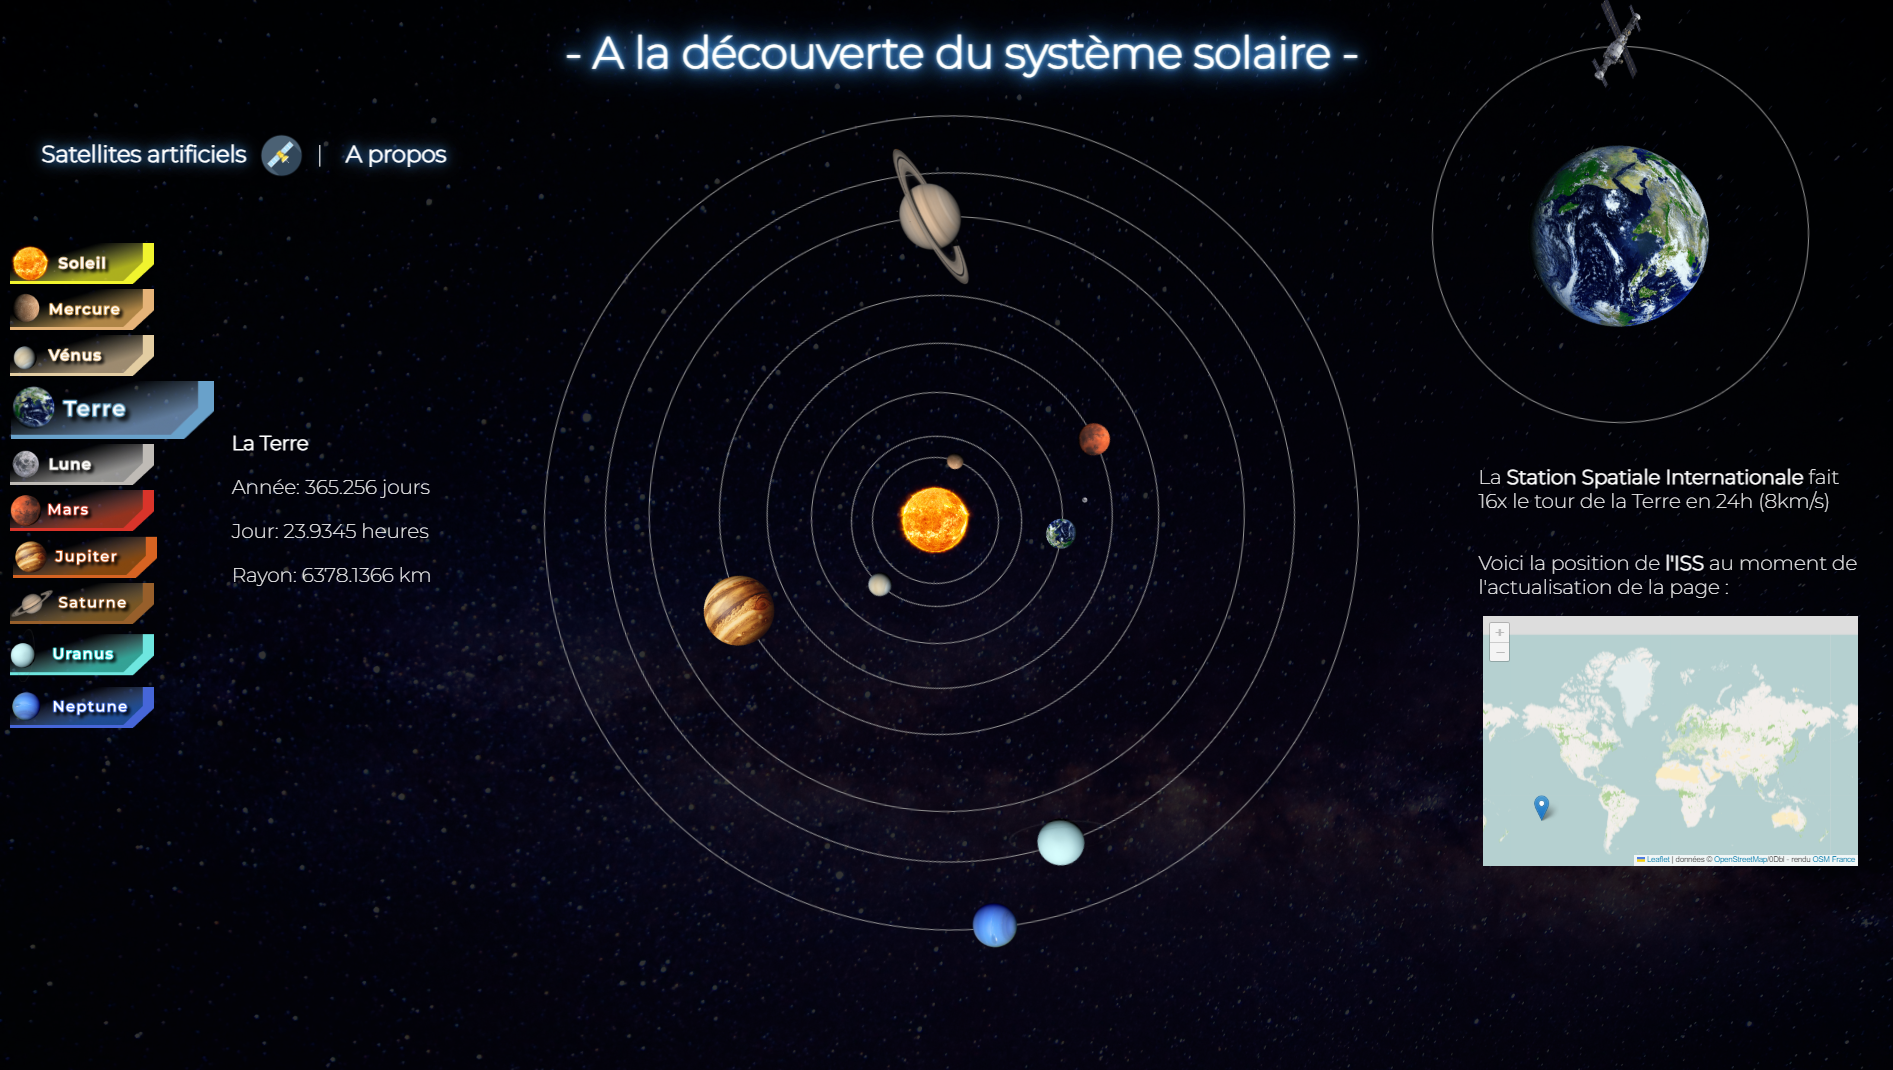 - A la découverte du système solaire -
Satellites artificiels | A propos
Soleil
Mercure
Vénus
Terre
Lune
Mars
Jupiter
Saturne
Uranus
Neptune
La Terre
Année: 365.256 jours
Jour: 23.9345 heures
Rayon: 6378.1366 km
La Station Spatiale Internationale fait
16x le tour de la Terre en 24h (8km/s)
Voici la position de l'ISS au moment de
l'actualisation de la page :
+
−
Leaflet | données © OpenStreetMap/ODbl - rendu OSM France